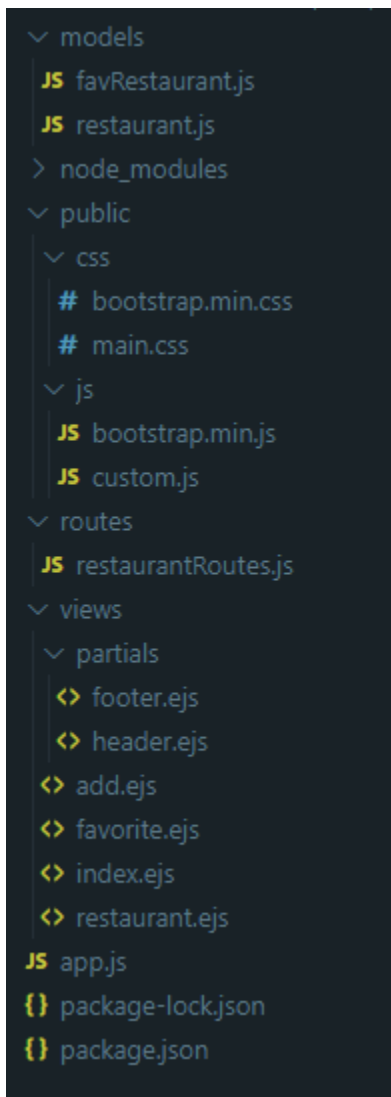 models
JS favRestaurant.js
JS restaurant.js
node_modules
public
css
# bootstrap.min.css
# main.css
js
JS bootstrap.min.js
JS custom.js
routes
JS restaurantRoutes.js
views
partials
<> footer.ejs
<> header.ejs
<> add.ejs
<> favorite.ejs
<> index.ejs
<> restaurant.ejs
JS app.js
{} package-lock.json
{} package.json